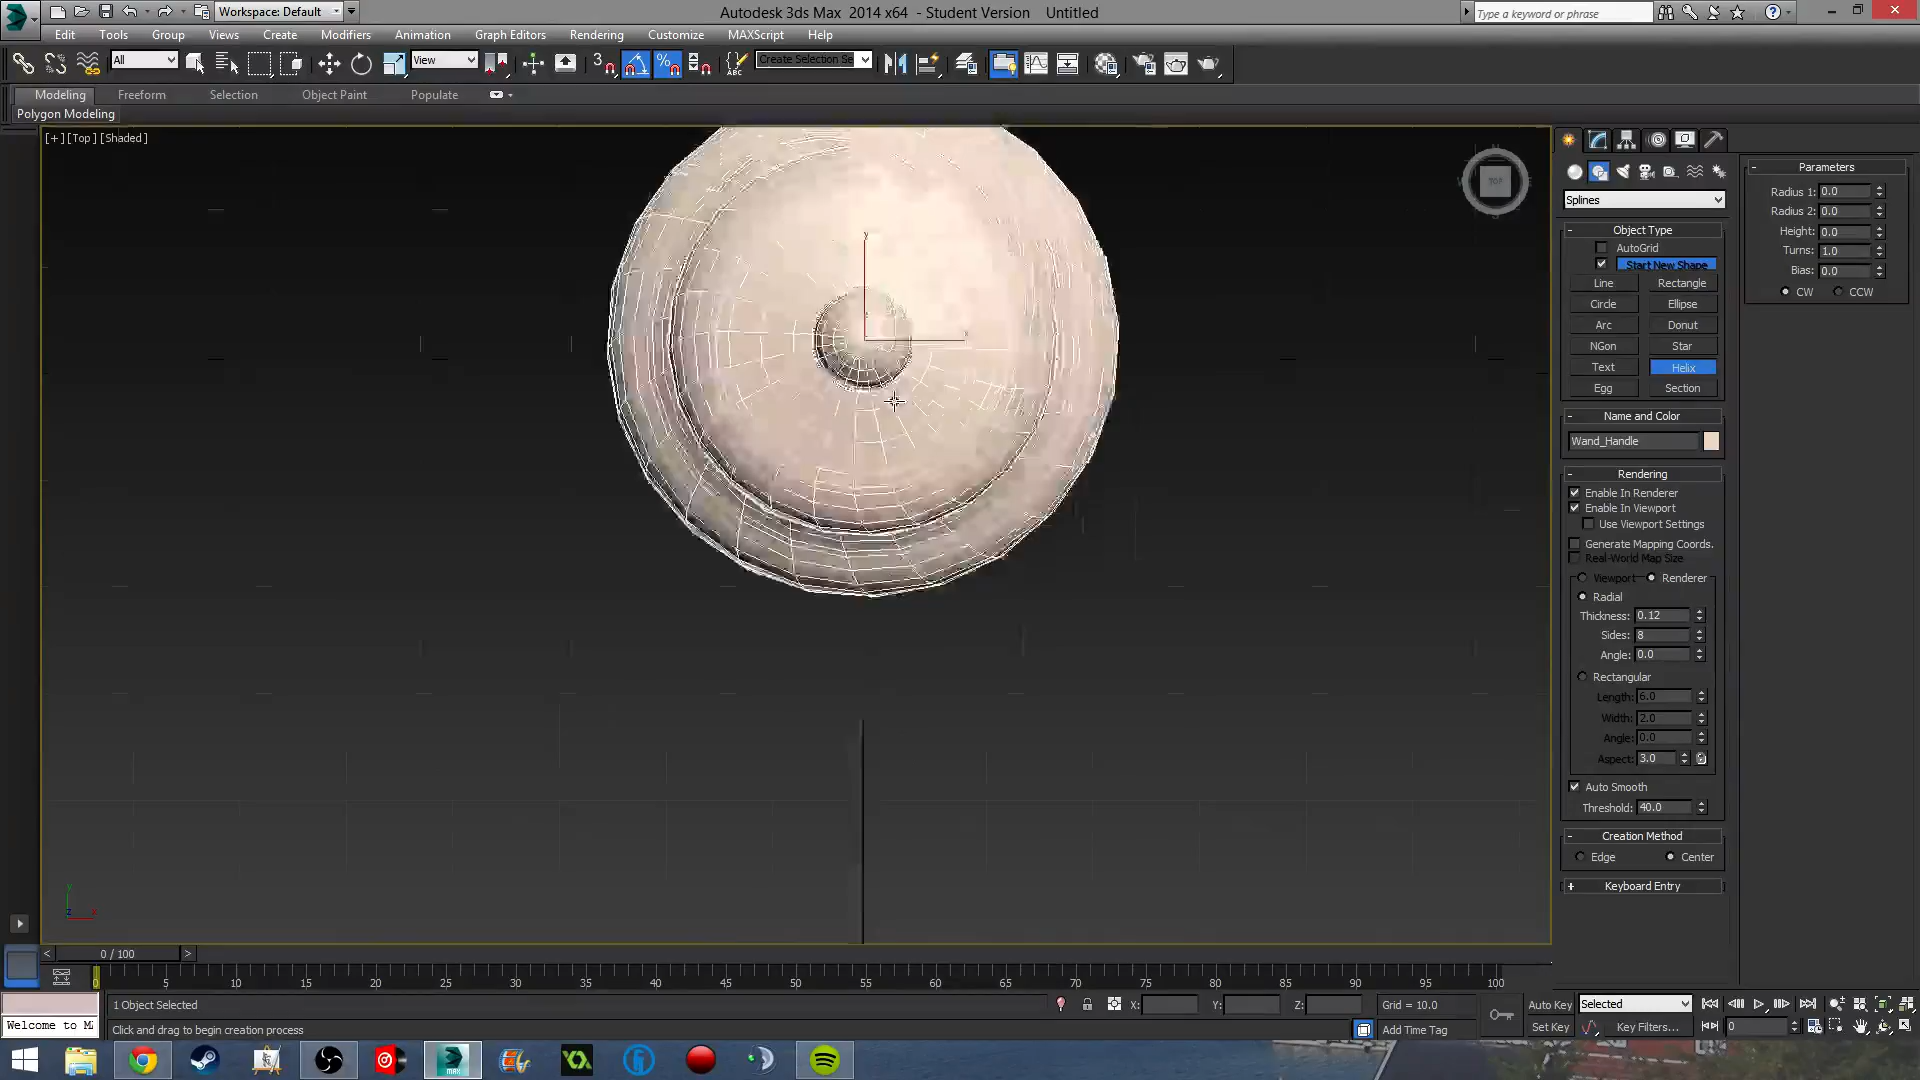 Workspace: Default
Autodesk 3ds Max 2014 x64 - Student Version Untitled
Type a keyword or phrase
Edit Tools Group Views Create Modifiers Animation Graph Editors Rendering Customize MAXScript Help
All
View
Create Selection Se
Modeling Freeform Selection Object Paint Populate
Polygon Modeling
[+][Top][Shaded]
TOP
Splines
- Object Type
AutoGrid
Start New Shape
Line Rectangle
Circle Ellipse
Arc Donut
NGon Star
Text Helix
Egg Section
- Name and Color
Wand_Handle
- Rendering
Enable In Renderer
Enable In Viewport
Use Viewport Settings
Generate Mapping Coords.
Real-World Map Size
Viewport Renderer
Radial
Thickness: 0.12
Sides: 8
Angle: 0.0
Rectangular
Length: 6.0
Width: 2.0
Angle: 0.0
Aspect: 3.0
Auto Smooth
Threshold: 40.0
- Creation Method
Edge Center
+ Keyboard Entry
- Parameters
Radius 1: 0.0
Radius 2: 0.0
Height: 0.0
Turns: 1.0
Bias: 0.0
CW CCW
< 0 / 100 >
0 5 10 15 20 25 30 35 40 45 50 55 60 65 70 75 80 85 90 95 100
1 Object Selected
X: Y: Z: Grid = 10.0
Auto Key Selected
Welcome to M
Click and drag to begin creation process
Add Time Tag
Set Key Key Filters... 0
MAX